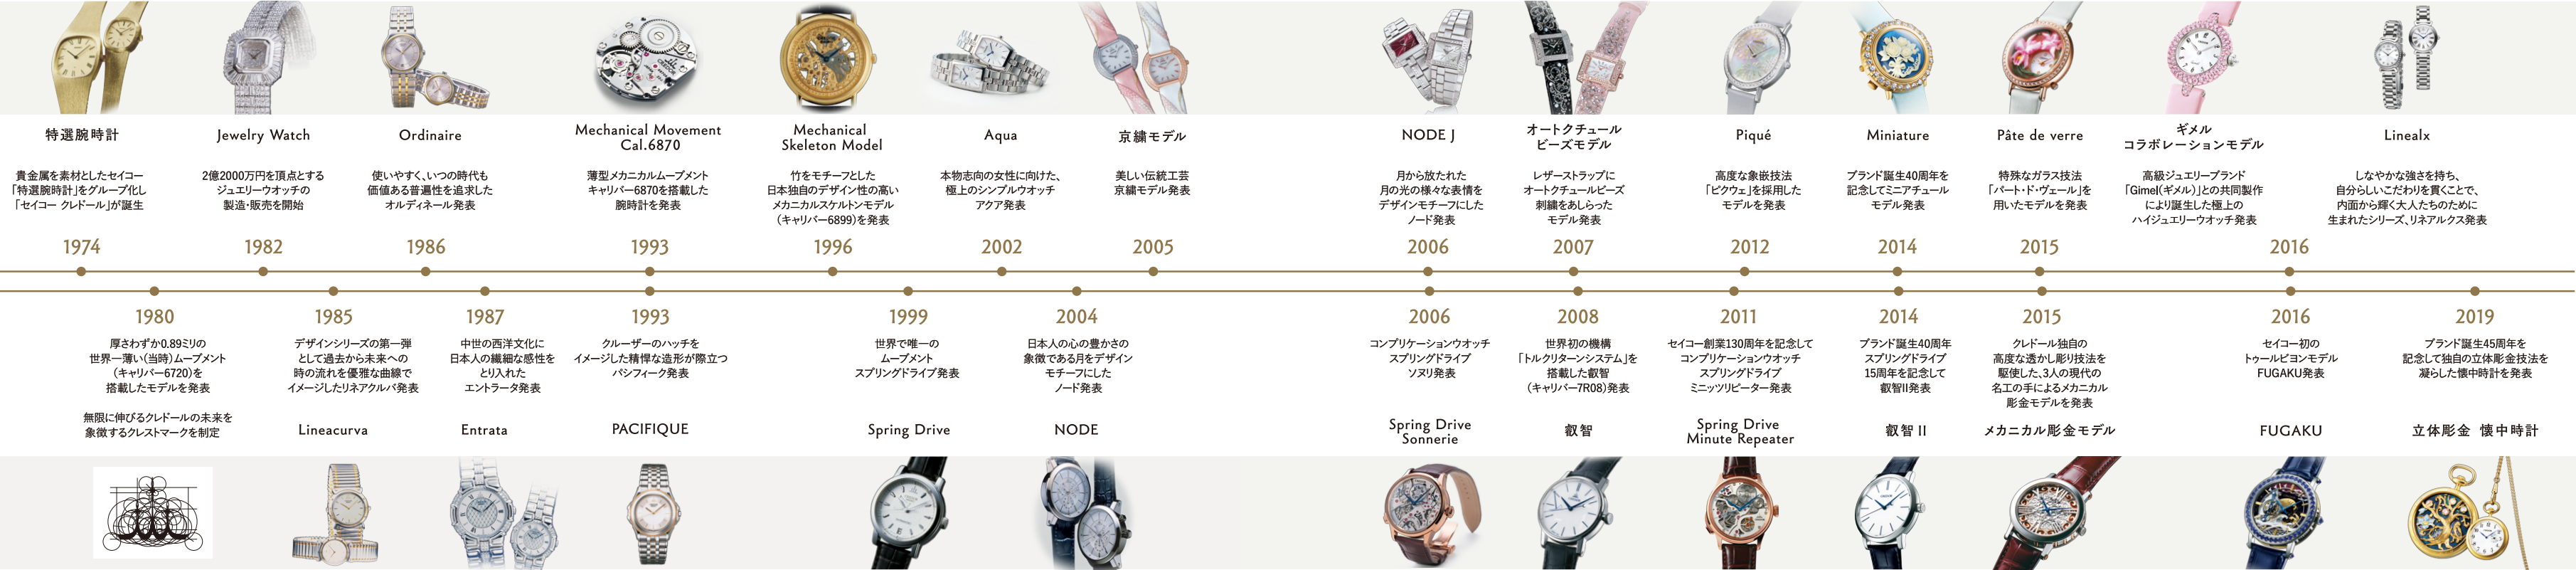 特選腕時計
貴金属を素材としたセイコー
「特選腕時計」をグループ化し
「セイコー クレドール」が誕生
1974
Jewelry Watch
2億2000万円を頂点とする
ジュエリーウオッチの
製造・販売を開始
1982
Ordinaire
使いやすく、いつの時代も
価値ある普遍性を追求した
オルディネール発表
1986
Mechanical Movement
Cal.6870
薄型メカニカルムーブメント
キャリバー6870を搭載した
腕時計を発表
1993
Mechanical
Skeleton Model
竹をモチーフとした
日本独自のデザイン性の高い
メカニカルスケルトンモデル
（キャリバー6899）を発表
1996
Aqua
本物志向の女性に向けた、
極上のシンプルウオッチ
アクア発表
2002
京繍モデル
美しい伝統工芸
京繍モデル発表
2005
NODE J
月から放たれた
月の光の様々な表情を
デザインモチーフにした
ノード発表
2006
オートクチュール
ビーズモデル
レザーストラップに
オートクチュールビーズ
刺繍をあしらった
モデル発表
2007
Piqué
高度な象嵌技法
「ピクウェ」を採用した
モデルを発表
2012
Miniature
ブランド誕生40周年を
記念してミニアチュール
モデル発表
2014
Pâte de verre
特殊なガラス技法
「パート・ド・ヴェール」を
用いたモデルを発表
2015
ギメル
コラボレーションモデル
高級ジュエリーブランド
「Gimel（ギメル）」との共同製作
により誕生した極上の
ハイジュエリーウオッチ発表
2016
Linealx
しなやかな強さを持ち、
自分らしいこだわりを貫くことで、
内面から輝く大人たちのために
生まれたシリーズ、リネアルクス発表
1980
厚さわずか0.89ミリの
世界一薄い（当時）ムーブメント
（キャリバー6720）を
搭載したモデルを発表
無限に伸びるクレドールの未来を
象徴するクレストマークを制定
1985
デザインシリーズの第一弾
として過去から未来への
時の流れを優雅な曲線で
イメージしたリネアクルバ発表
Lineacurva
1987
中世の西洋文化に
日本人の繊細な感性を
とり入れた
エントラータ発表
Entrata
1993
クルーザーのハッチを
イメージした精悍な造形が際立つ
パシフィーク発表
PACIFIQUE
1999
世界で唯一の
ムーブメント
スプリングドライブ発表
Spring Drive
2004
日本人の心の豊かさの
象徴である月をデザイン
モチーフにした
ノード発表
NODE
2006
コンプリケーションウオッチ
スプリングドライブ
ソヌリ発表
Spring Drive
Sonnerie
2008
世界初の機構
「トルクリターンシステム」を
搭載した叡智
（キャリバー7R08）発表
叡智
2011
セイコー創業130周年を記念して
コンプリケーションウオッチ
スプリングドライブ
ミニッツリピーター発表
Spring Drive
Minute Repeater
2014
ブランド誕生40周年
スプリングドライブ
15周年を記念して
叡智II発表
叡智 II
2015
クレドール独自の
高度な透かし彫り技法を
駆使した、3人の現代の
名工の手によるメカニカル
彫金モデルを発表
メカニカル彫金モデル
2016
セイコー初の
トゥールビヨンモデル
FUGAKU発表
FUGAKU
2019
ブランド誕生45周年を
記念して独自の立体彫金技法を
凝らした懐中時計を発表
立体彫金 懐中時計